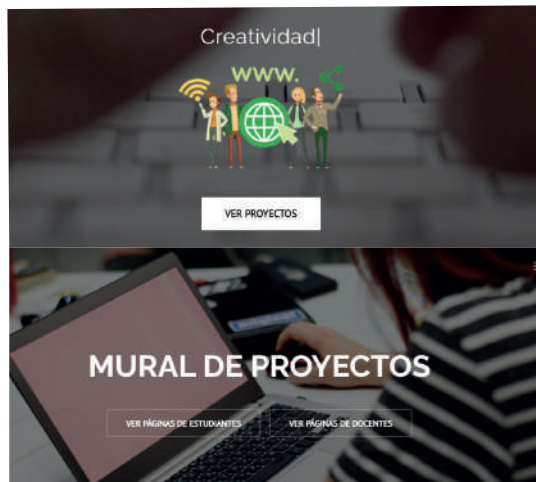 Creatividad|
www.
VER PROYECTOS
MURAL DE PROYECTOS
VER PÁGINAS DE ESTUDIANTES
VER PÁGINAS DE DOCENTES